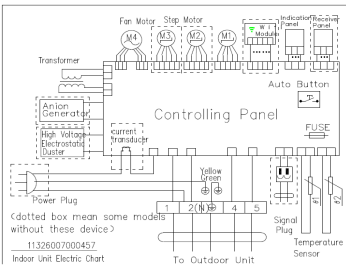 Fan Motor
Step Motor
Indication
Panel
Receiver
Panel
M4
M3
M2
M1
W I
Module
Transformer
Auto Button
Anion
Generator
Controlling Panel
High Voltage
Electrostatic
Duster
current
transducer
FUSE
Yellow
Green
Power Plug
1
2(N)
4
5
Signal
Plug
θ1
θ2
(dotted box mean some models
without these device)
11326007000457
Indoor Unit Electric Chart
To Outdoor Unit
Temperature
Sensor